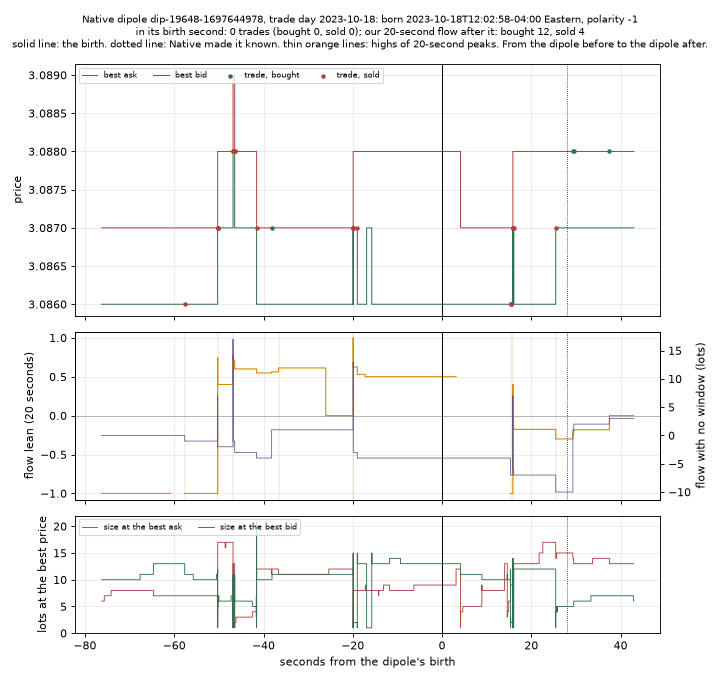 Native dipole dip-19648-1697644978, trade day 2023-10-18: born 2023-10-18T12:02:58-04:00 Eastern, polarity -1
in its birth second: 0 trades (bought 0, sold 0); our 20-second flow after it: bought 12, sold 4
solid line: the birth. dotted line: Native made it known. thin orange lines: highs of 20-second peaks. From the dipole before to the dipole after.
best ask best bid trade, bought trade, sold
3.0890
3.0885
3.0880
3.0875
3.0870
3.0865
3.0860
price
1.0
0.5
0.0
−0.5
−1.0
flow lean (20 seconds)
15
10
5
0
−5
−10
flow with no window (lots)
size at the best ask size at the best bid
20
15
10
5
0
lots at the best price
−80 −60 −40 −20 0 20 40
seconds from the dipole's birth